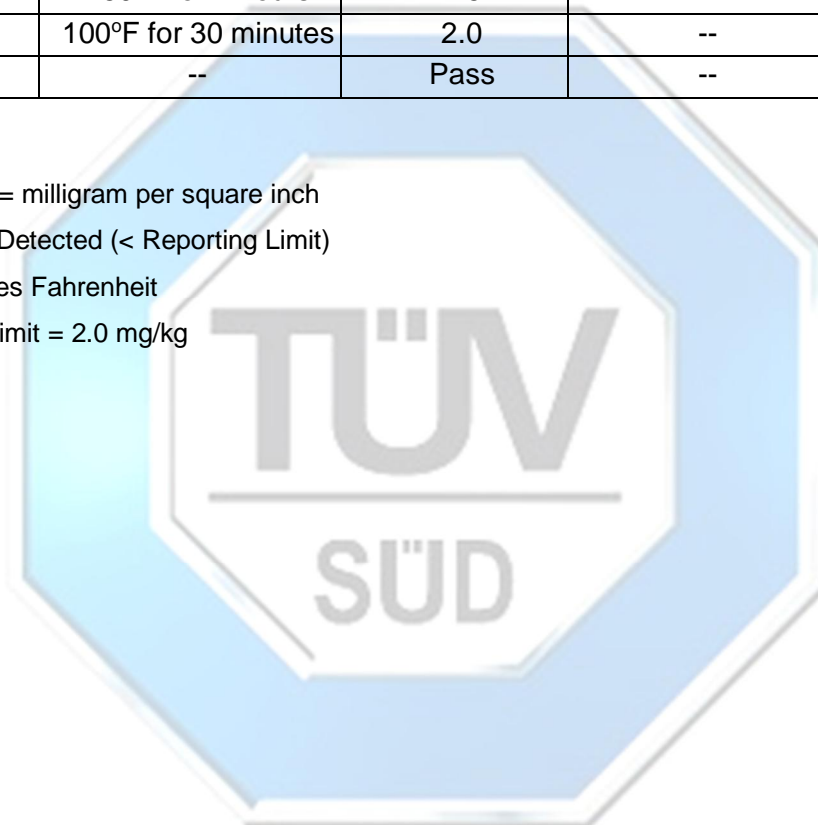 100ºF for 30 minutes 2.0 --
-- Pass --
= milligram per square inch
Detected (< Reporting Limit)
es Fahrenheit
imit = 2.0 mg/kg
TÜV
SÜD